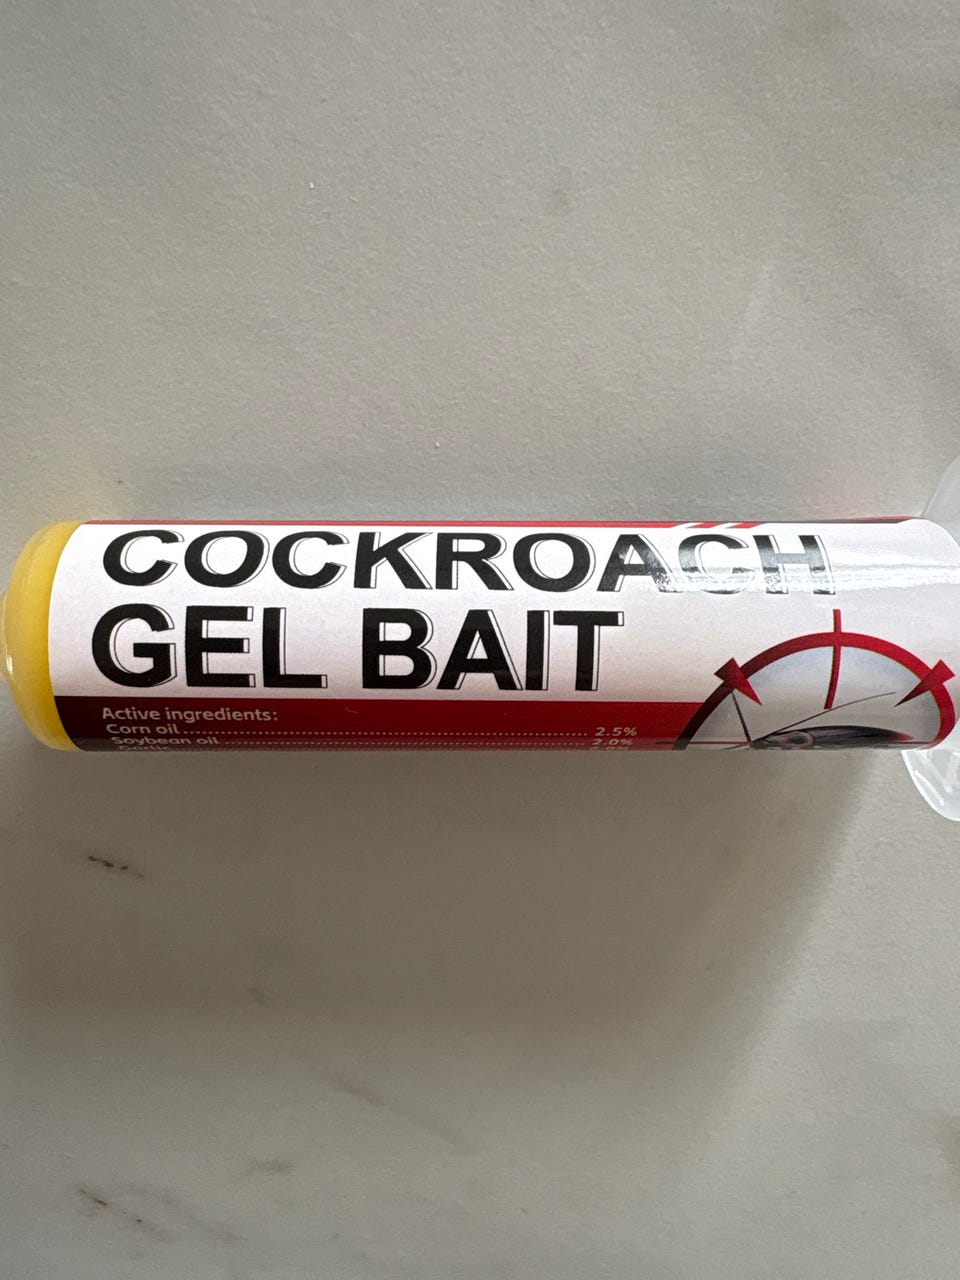 COCKROACH
GEL BAIT
Active ingredients:
Corn oil........................................................ 2.5%
Soybean oil................................................. 2.0%